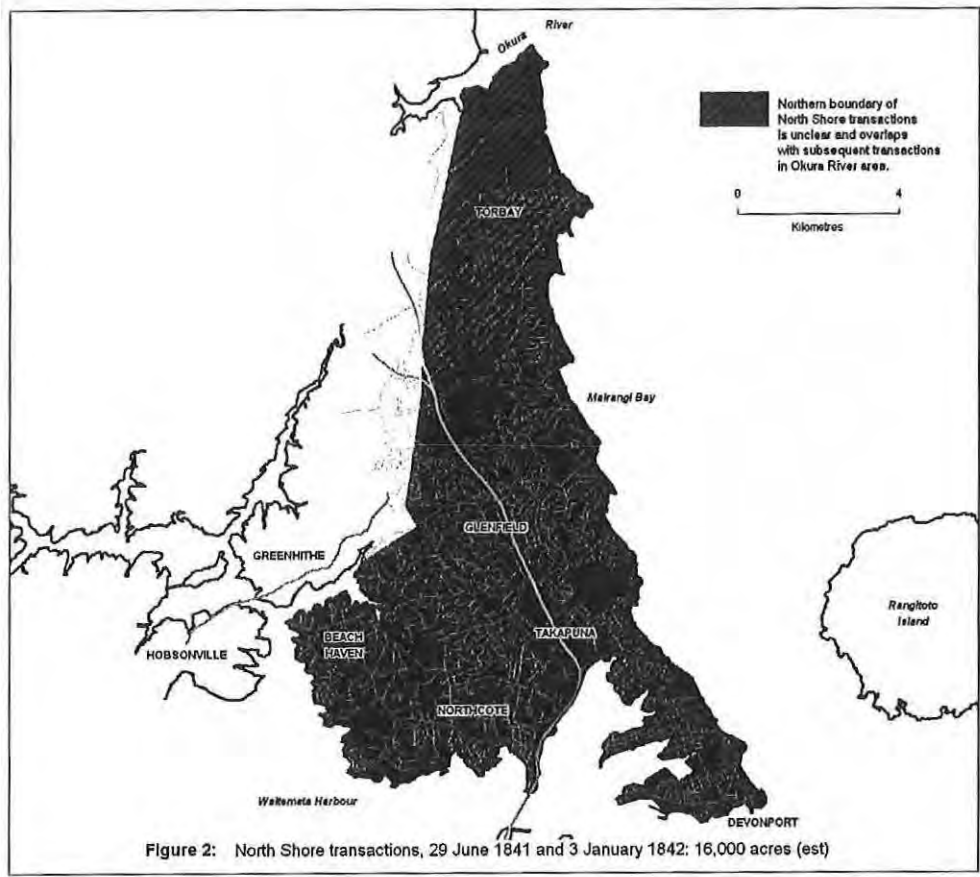 Okura River
Northern boundary of
North Shore transactions
is unclear and overlaps
with subsequent transactions
in Okura River area.
0 4
Kilometres
TORBAY
Mairangi Bay
GLENFIELD
GREENHITHE
Rangitoto
Island
TAKAPUNA
BEACH
HAVEN
HOBSONVILLE
NORTHCOTE
Waitemata Harbour
DEVONPORT
Figure 2: North Shore transactions, 29 June 1841 and 3 January 1842: 16,000 acres (est)